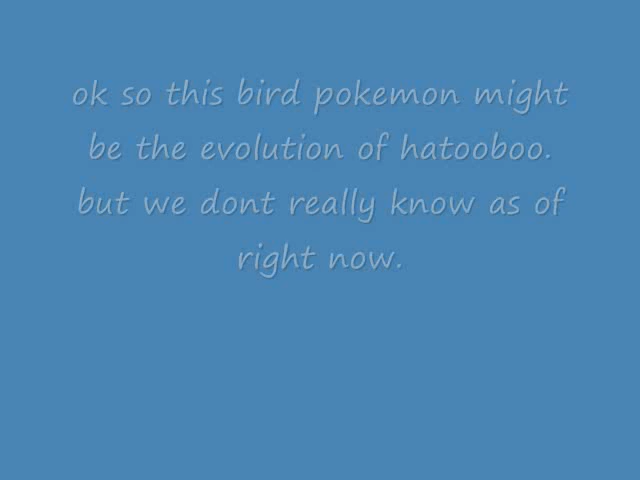 ok so this bird pokemon might
be the evolution of hatooboo.
but we dont really know as of
right now.